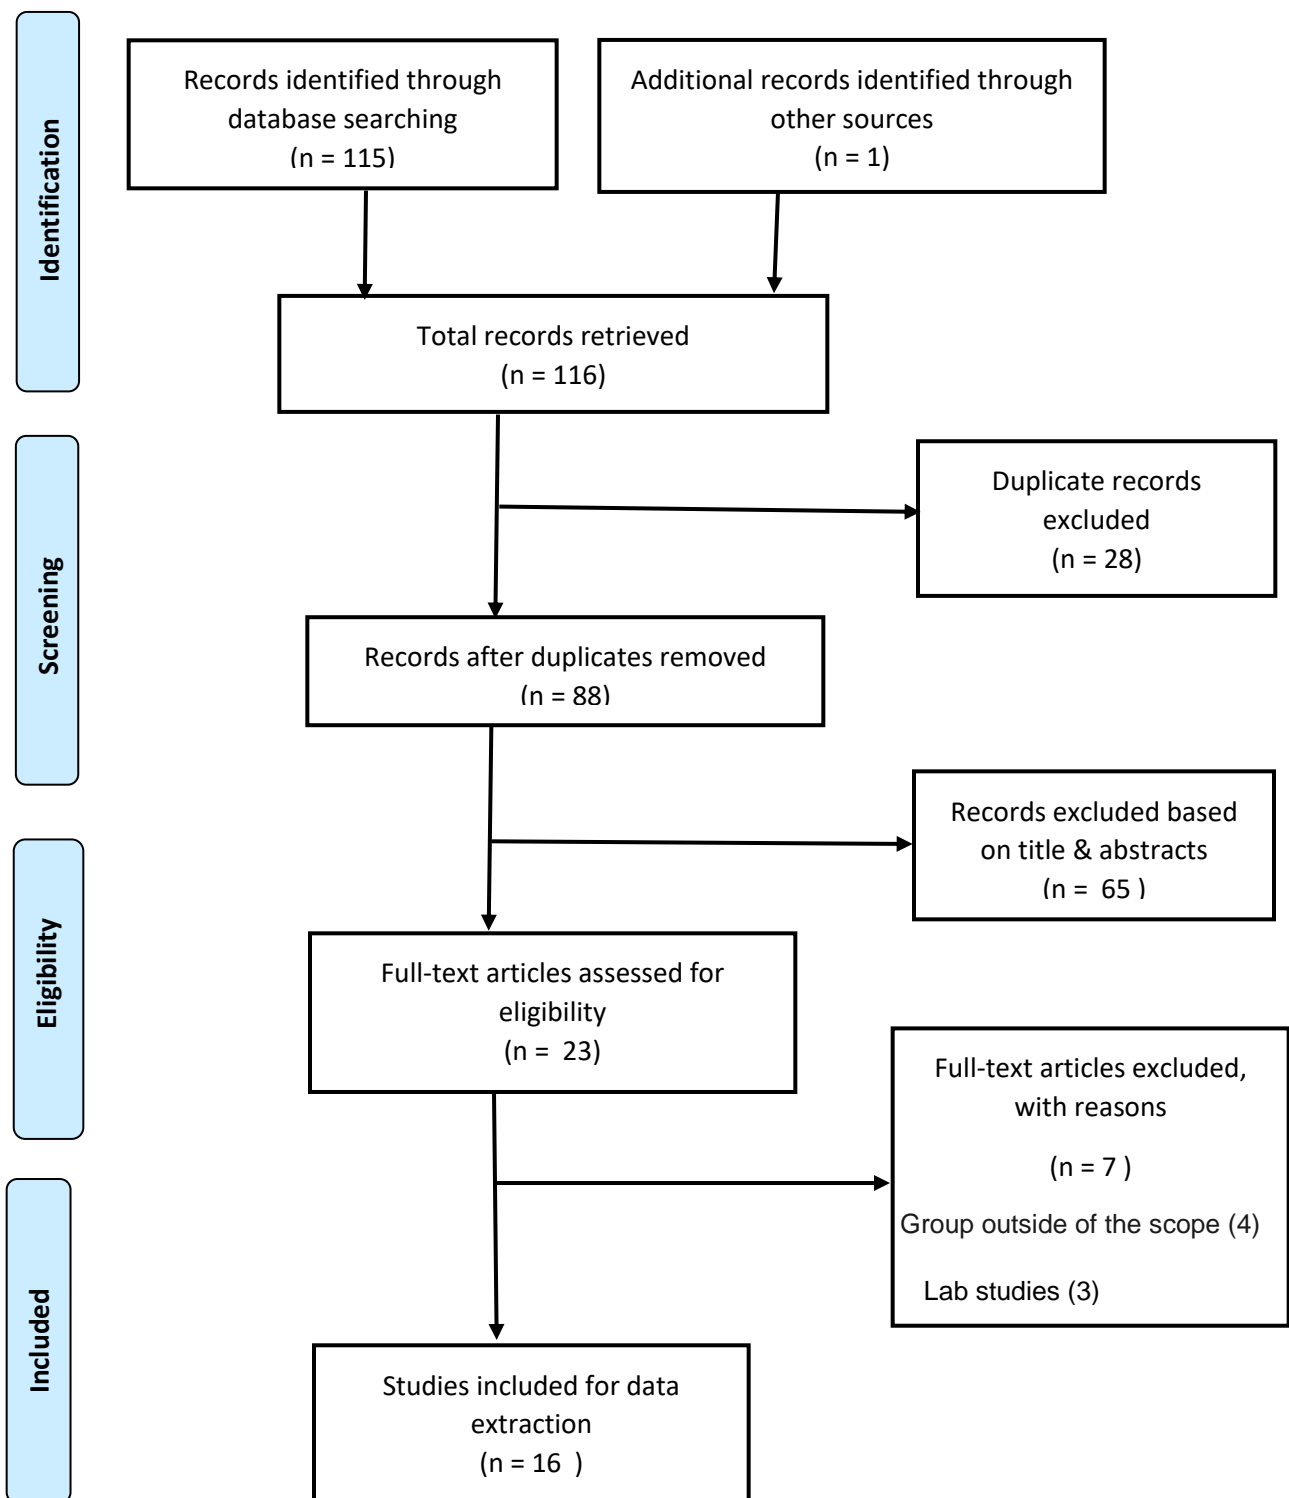 Identification
Records identified through
database searching
(n = 115)
Additional records identified through
other sources
(n = 1)
Total records retrieved
(n = 116)
Screening
Duplicate records
excluded
(n = 28)
Records after duplicates removed
(n = 88)
Records excluded based
on title & abstracts
(n =  65 )
Eligibility
Full-text articles assessed for
eligibility
(n =  23)
Full-text articles excluded,
with reasons
(n = 7 )
Group outside of the scope (4)
Lab studies (3)
Included
Studies included for data
extraction
(n = 16  )